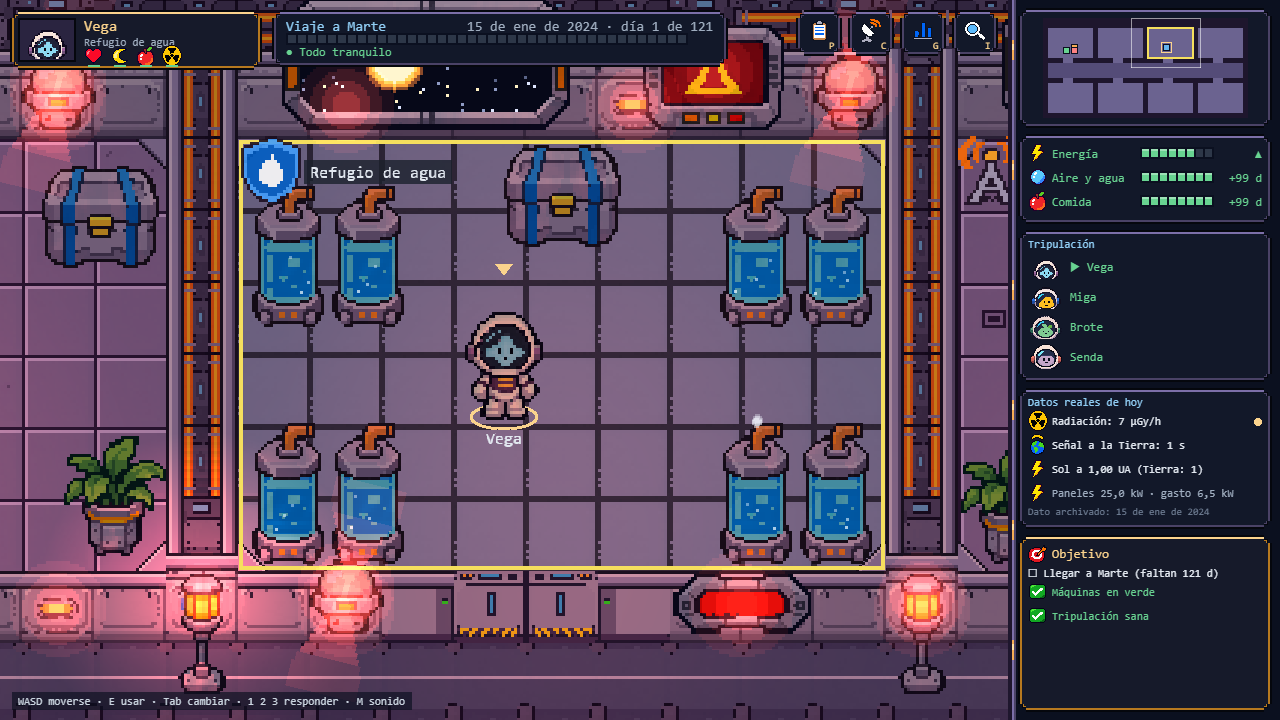 Vega
Refugio de agua
Viaje a Marte
15 de ene de 2024 · día 1 de 121
● Todo tranquilo
P
C
G
I
Refugio de agua
Vega
WASD moverse · E usar · Tab cambiar · 1 2 3 responder · M sonido
Energía
▲
Aire y agua
+99 d
Comida
+99 d
Tripulación
▶ Vega
Miga
Brote
Senda
Datos reales de hoy
Radiación: 7 µGy/h
Señal a la Tierra: 1 s
Sol a 1,00 UA (Tierra: 1)
Paneles 25,0 kW · gasto 6,5 kW
Dato archivado: 15 de ene de 2024
Objetivo
☐ Llegar a Marte (faltan 121 d)
✅ Máquinas en verde
✅ Tripulación sana